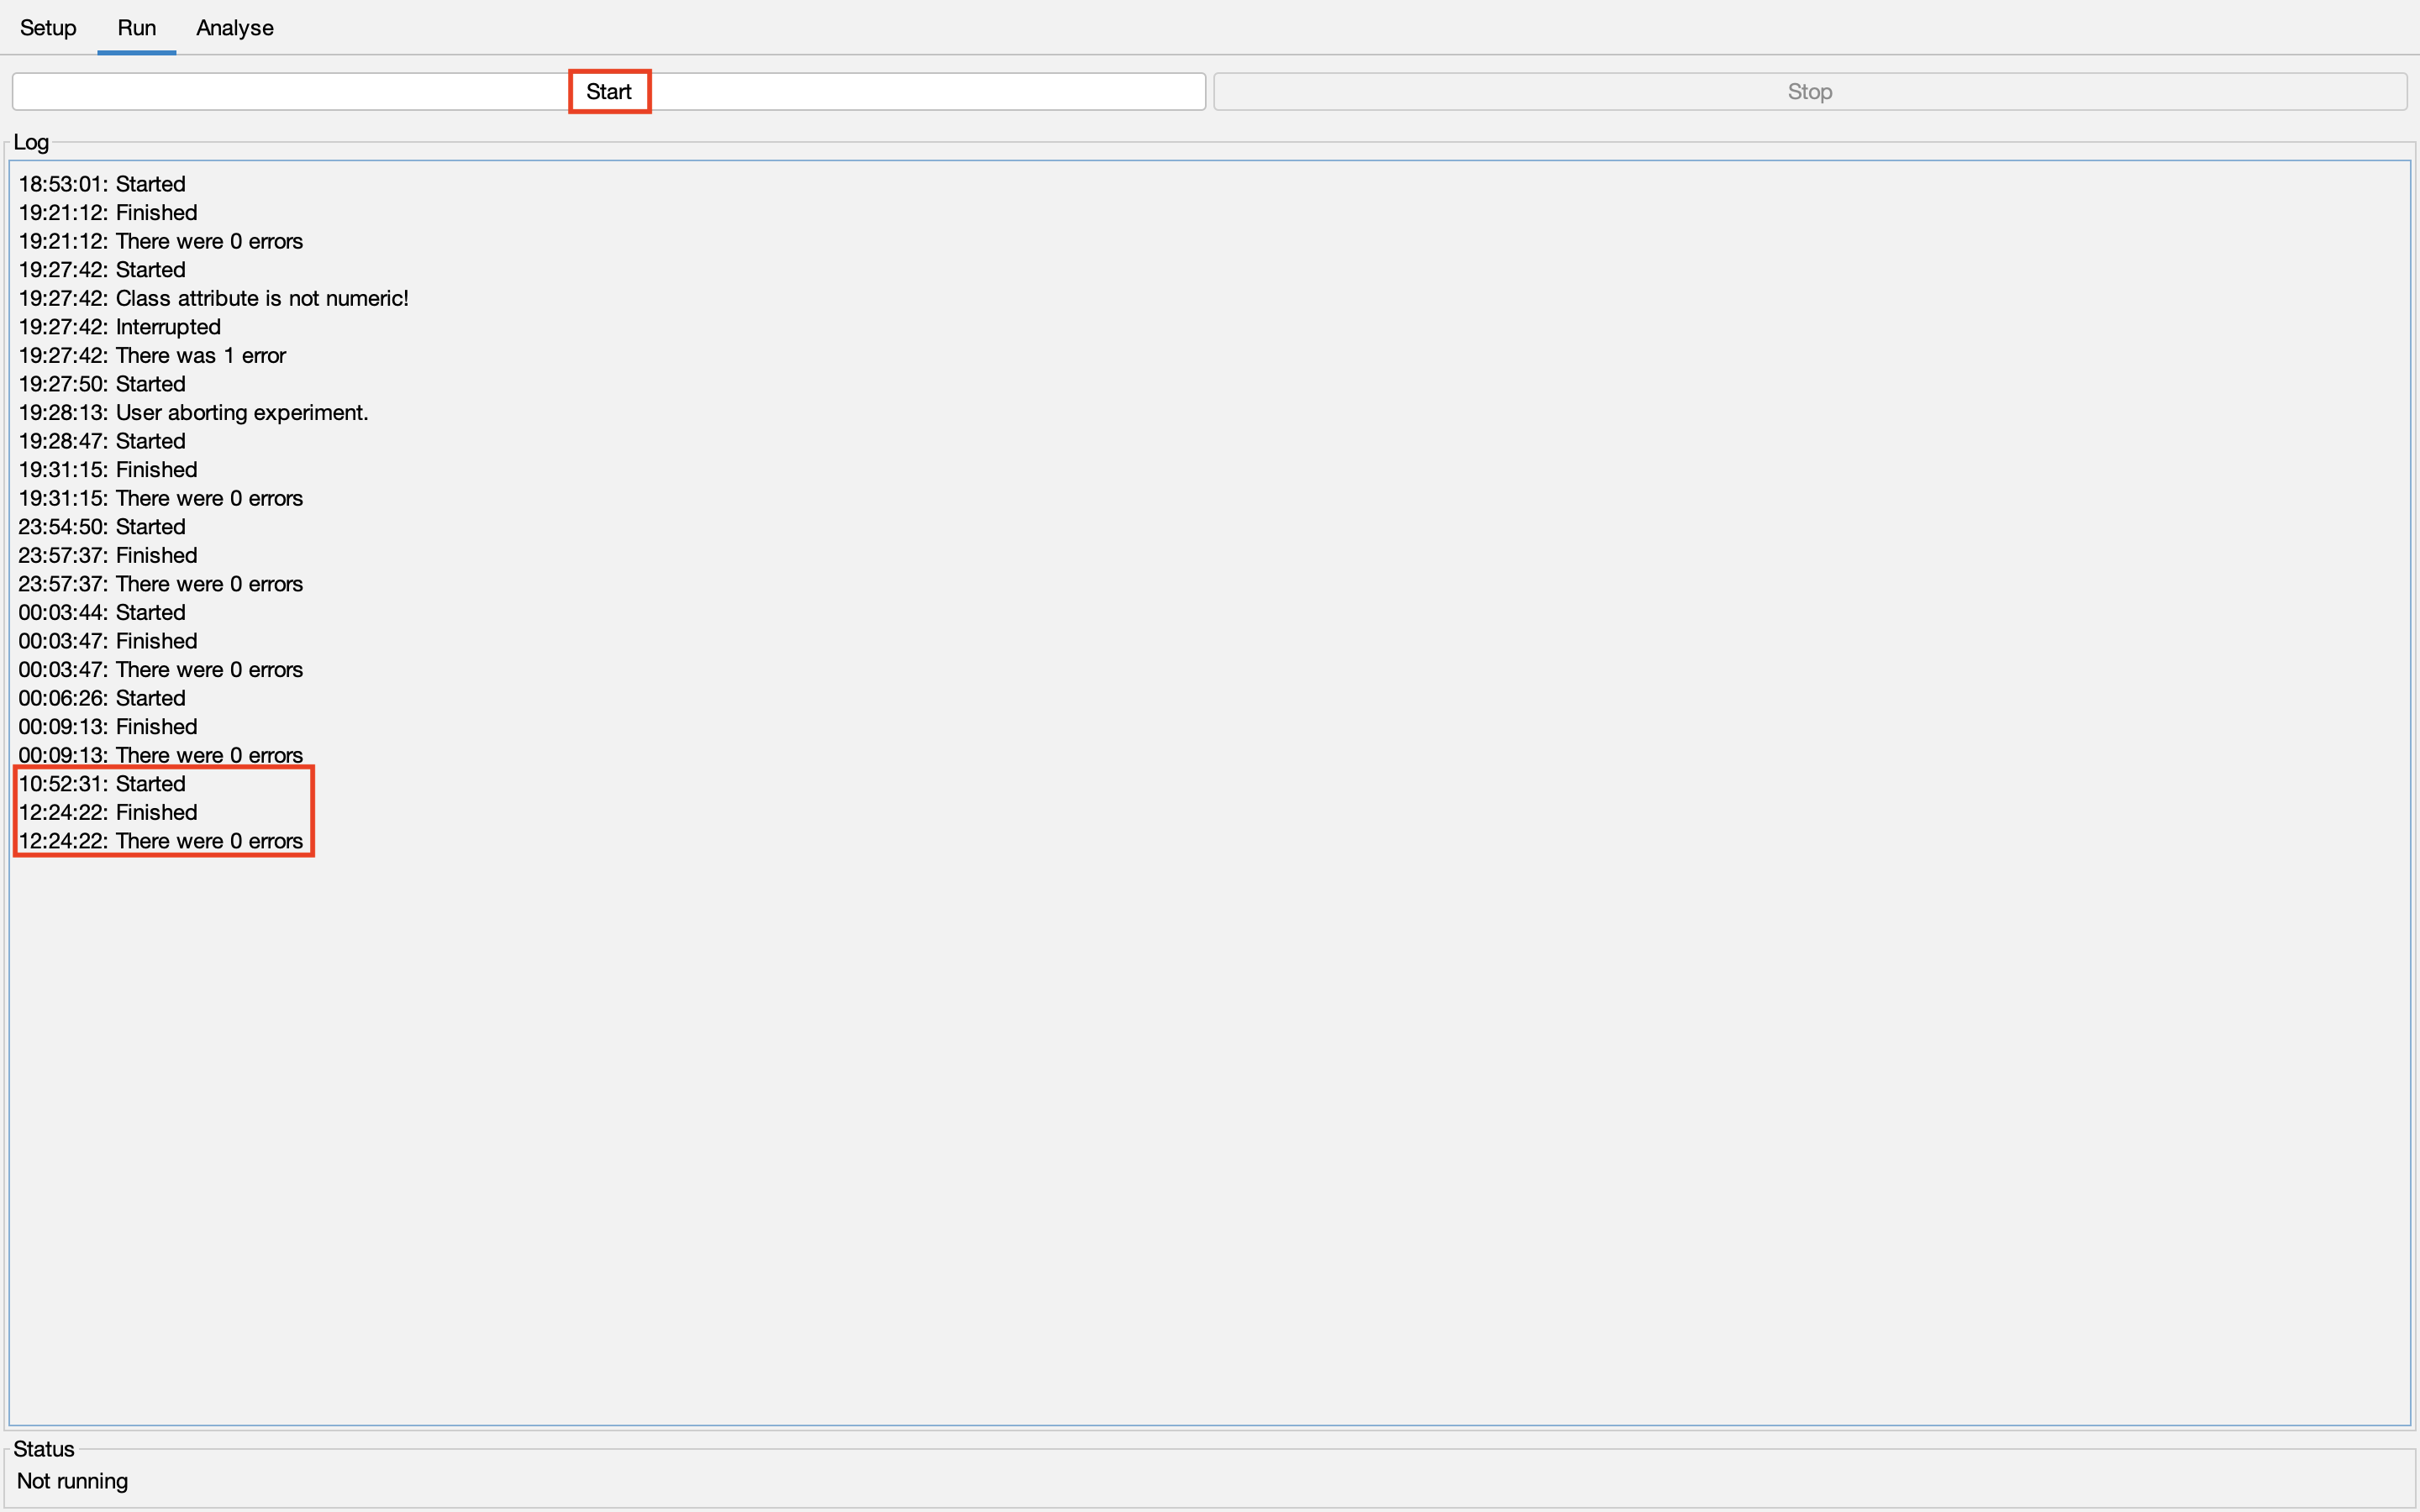 Setup Run Analyse
Start Stop
Log
18:53:01: Started
19:21:12: Finished
19:21:12: There were 0 errors
19:27:42: Started
19:27:42: Class attribute is not numeric!
19:27:42: Interrupted
19:27:42: There was 1 error
19:27:50: Started
19:28:13: User aborting experiment.
19:28:47: Started
19:31:15: Finished
19:31:15: There were 0 errors
23:54:50: Started
23:57:37: Finished
23:57:37: There were 0 errors
00:03:44: Started
00:03:47: Finished
00:03:47: There were 0 errors
00:06:26: Started
00:09:13: Finished
00:09:13: There were 0 errors
10:52:31: Started
12:24:22: Finished
12:24:22: There were 0 errors
Status
Not running